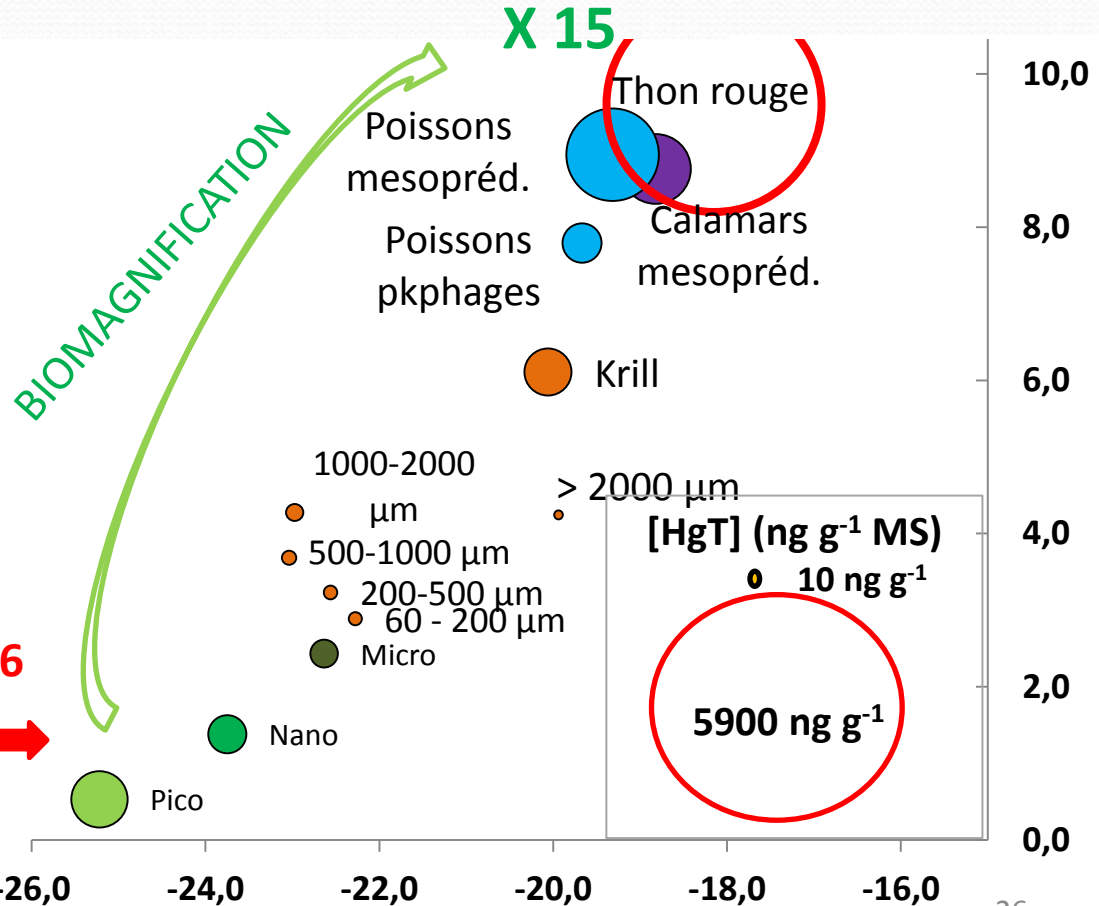 X 15
10,0
Thon rouge
Poissons
mesopréd.
BIOMAGNIFICATION
Calamars
mesopréd.
8,0
Poissons
pkphages
6,0
Krill
1000-2000
µm
> 2000 µm
[HgT] (ng g-1 MS)
4,0
500-1000 µm
10 ng g-1
200-500 µm
60 - 200 µm
6
Micro
2,0
5900 ng g-1
Nano
Pico
0,0
-26,0
-24,0
-22,0
-20,0
-18,0
-16,0